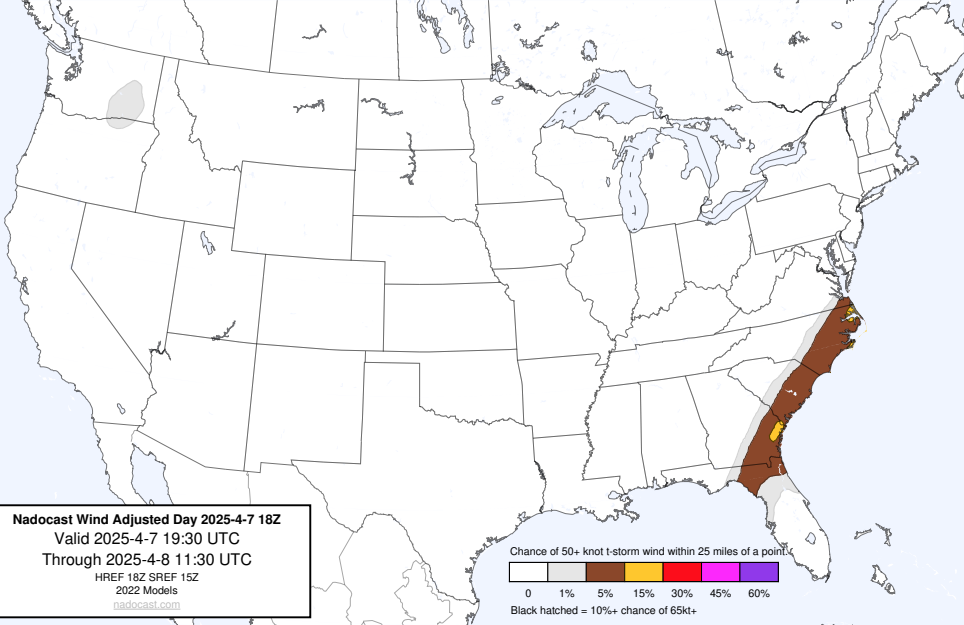 Nadocast Wind Adjusted Day 2025-4-7 18Z
Valid 2025-4-7 19:30 UTC
Through 2025-4-8 11:30 UTC
HREF 18Z SREF 15Z
2022 Models
nadocast.com
Chance of 50+ knot t-storm wind within 25 miles of a point.
0 1% 5% 15% 30% 45% 60%
Black hatched = 10%+ chance of 65kt+